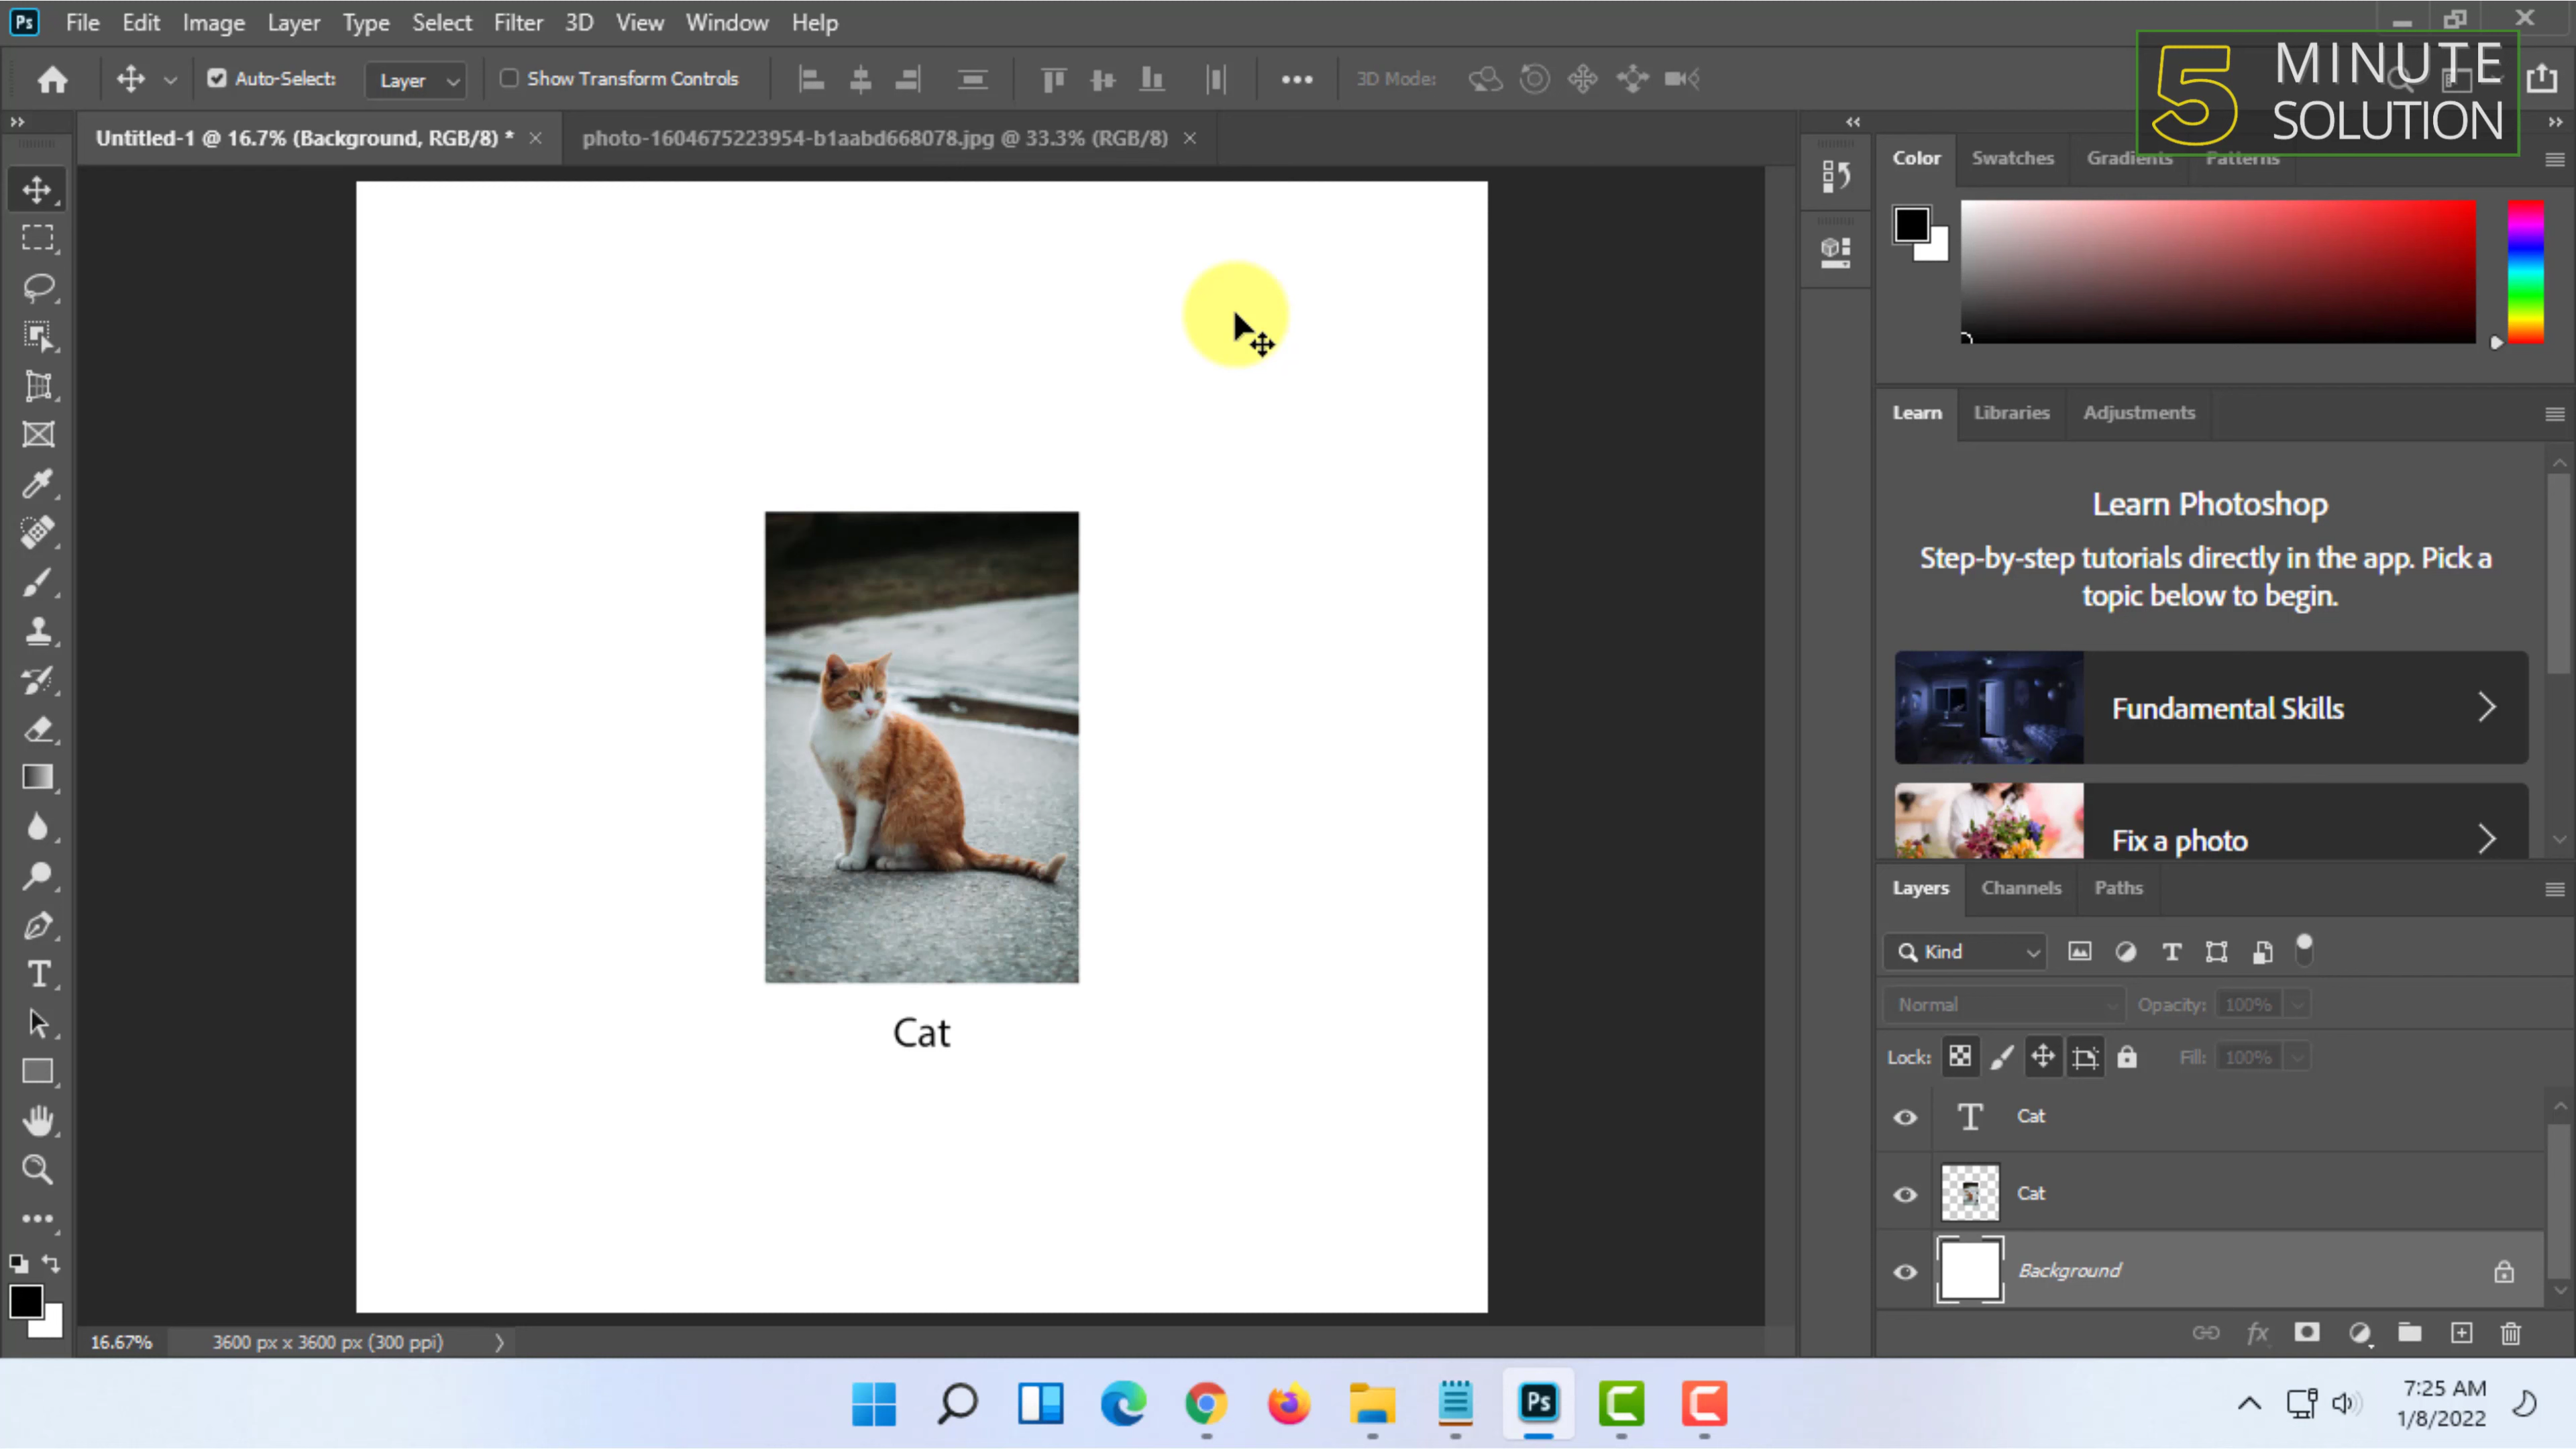 Ps File Edit Image Layer Type Select Filter 3D View Window Help
Auto-Select: Layer Show Transform Controls 3D Mode:
5 MINUTE
SOLUTION
Untitled-1 @ 16.7% (Background, RGB/8) * × photo-1604675223954-b1aabd668078.jpg @ 33.3% (RGB/8) ×
Color Swatches Gradients Patterns
Learn Libraries Adjustments
Learn Photoshop
Step-by-step tutorials directly in the app. Pick a
topic below to begin.
Fundamental Skills
Fix a photo
Cat
Layers Channels Paths
Kind
Normal Opacity: 100%
Lock: Fill: 100%
Cat
Cat
Background
16.67% 3600 px x 3600 px (300 ppi)
Ps
7:25 AM
1/8/2022